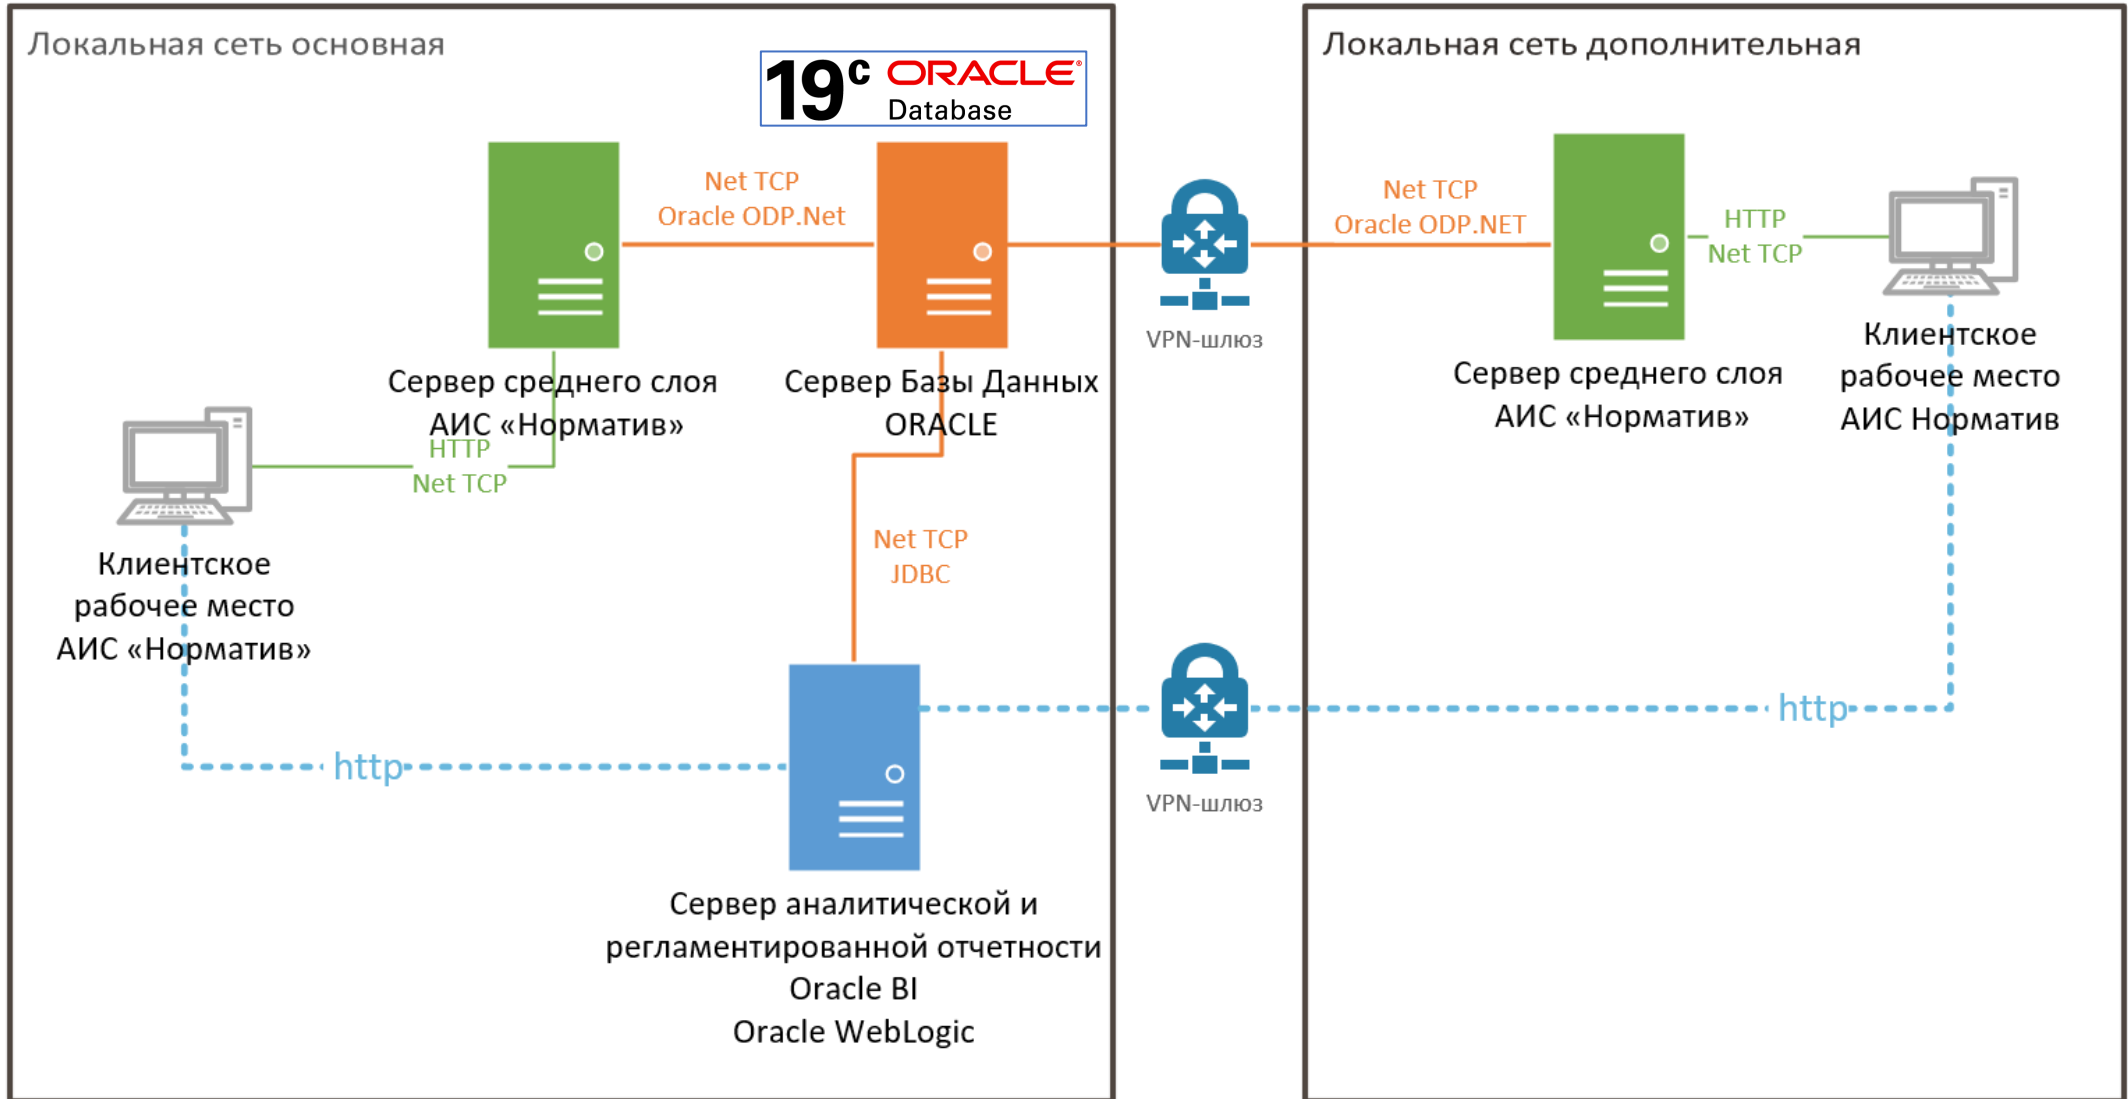 Локальная сеть основная
19c ORACLE®
Database
Net TCP
Oracle ODP.Net
Сервер среднего слоя
АИС «Норматив»
Сервер Базы Данных
ORACLE
HTTP
Net TCP
Клиентское
рабочее место
АИС «Норматив»
Net TCP
JDBC
http
Сервер аналитической и
регламентированной отчетности
Oracle BI
Oracle WebLogic
VPN-шлюз
VPN-шлюз
Локальная сеть дополнительная
Net TCP
Oracle ODP.NET
HTTP
Net TCP
Сервер среднего слоя
АИС «Норматив»
Клиентское
рабочее место
АИС Норматив
http